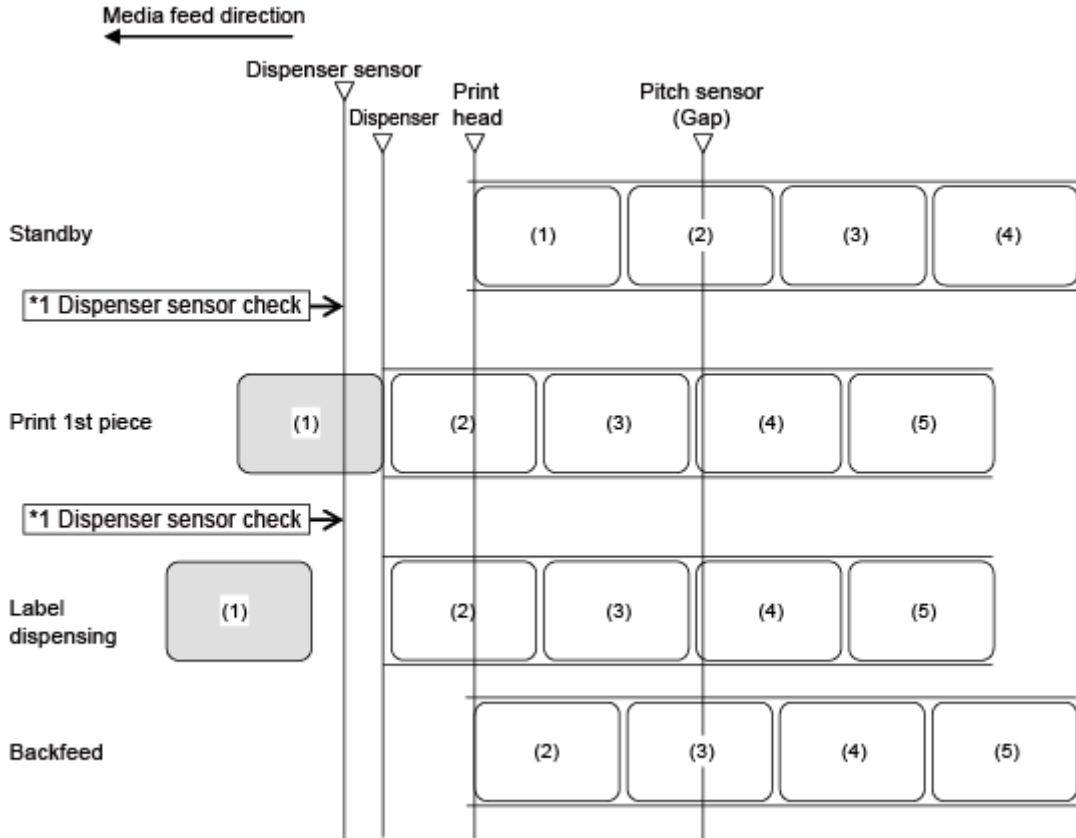 Media feed direction
Dispenser sensor
Dispenser
Print
head
Pitch sensor
(Gap)
Standby
(1)
(2)
(3)
(4)
*1 Dispenser sensor check
Print 1st piece
(1)
(2)
(3)
(4)
(5)
*1 Dispenser sensor check
Label
dispensing
(1)
(2)
(3)
(4)
(5)
Backfeed
(2)
(3)
(4)
(5)